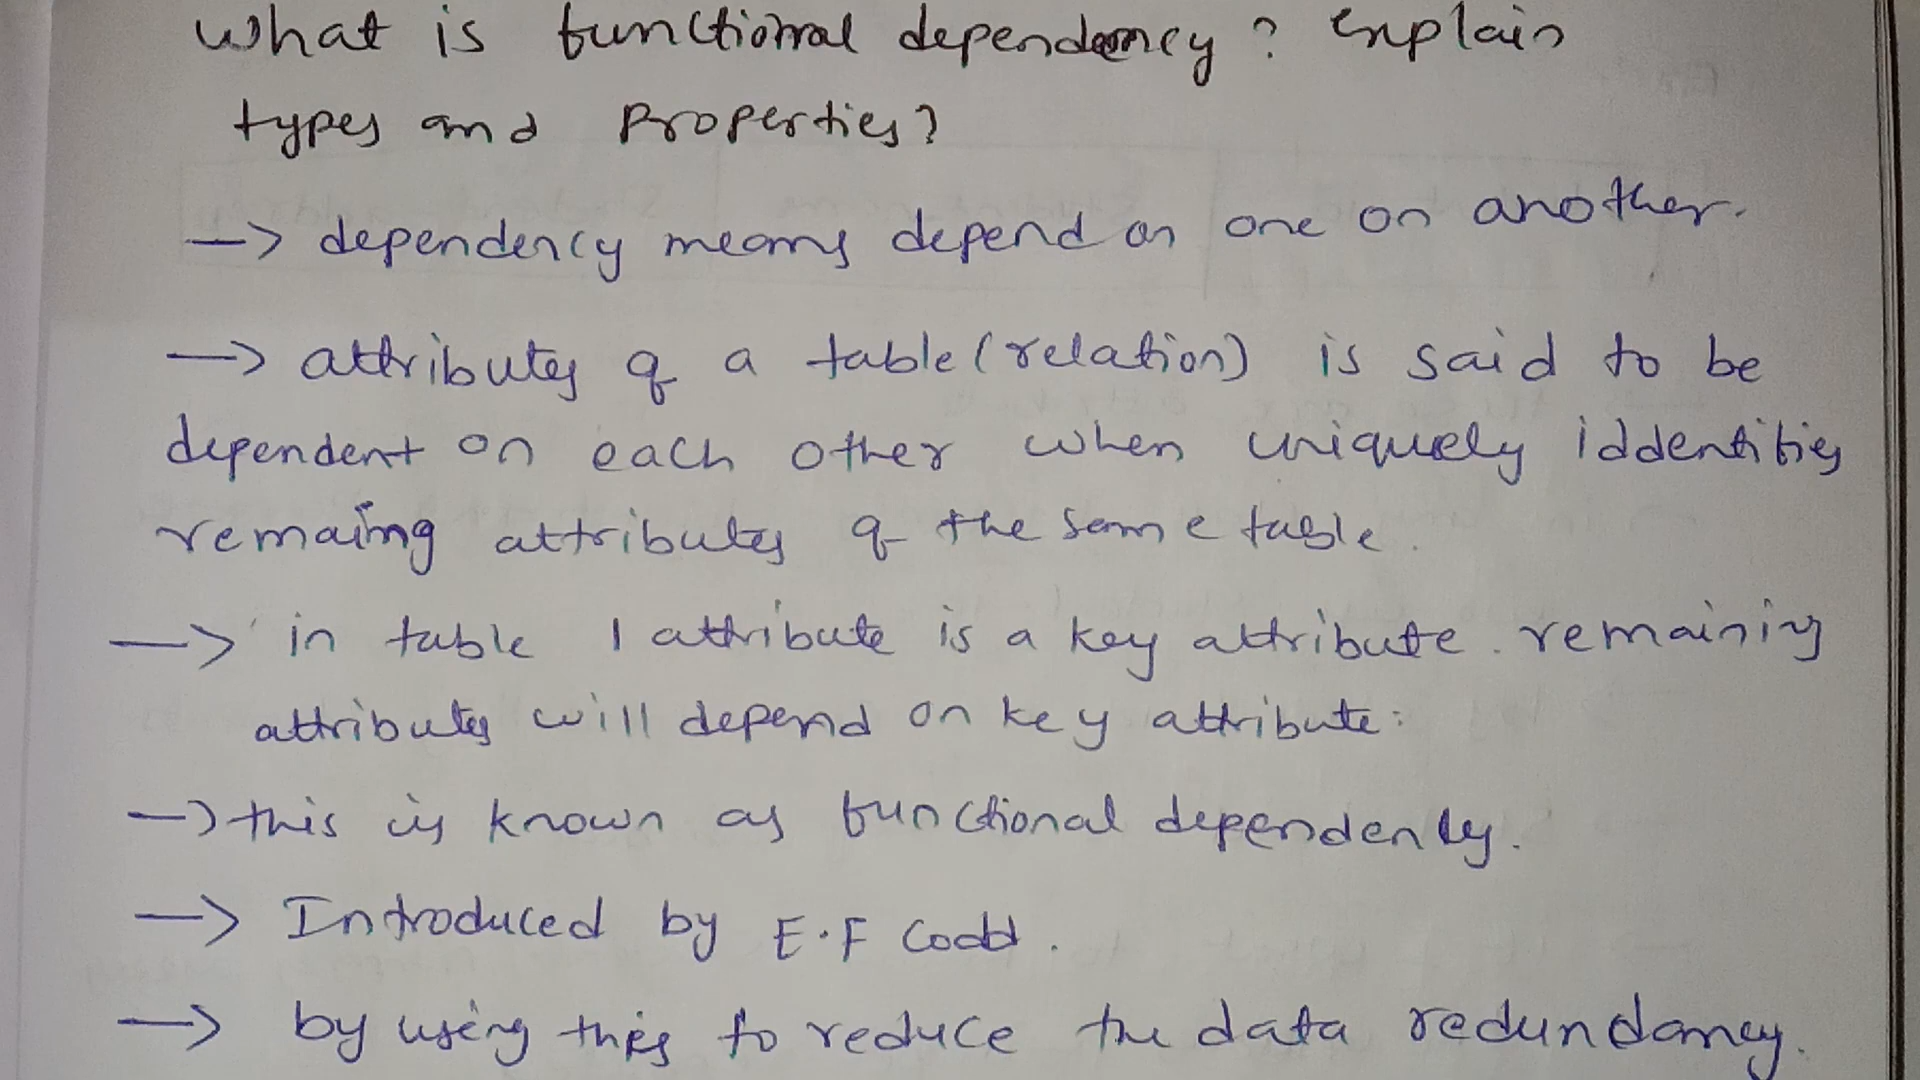 What is functional dependency? Explain
types and Properties?
—> dependency means depend on one on another.
—> attributes of a table (relation) is said to be
dependent on each other when uniquely iddentifies
remaing attributes of the same table.
—> in table 1 attribute is a key attribute. remaining
attributes will depend on key attribute:
—> this is known as functional dependency.
—> Introduced by E.F Codd.
—> by using this to reduce the data redundancy.